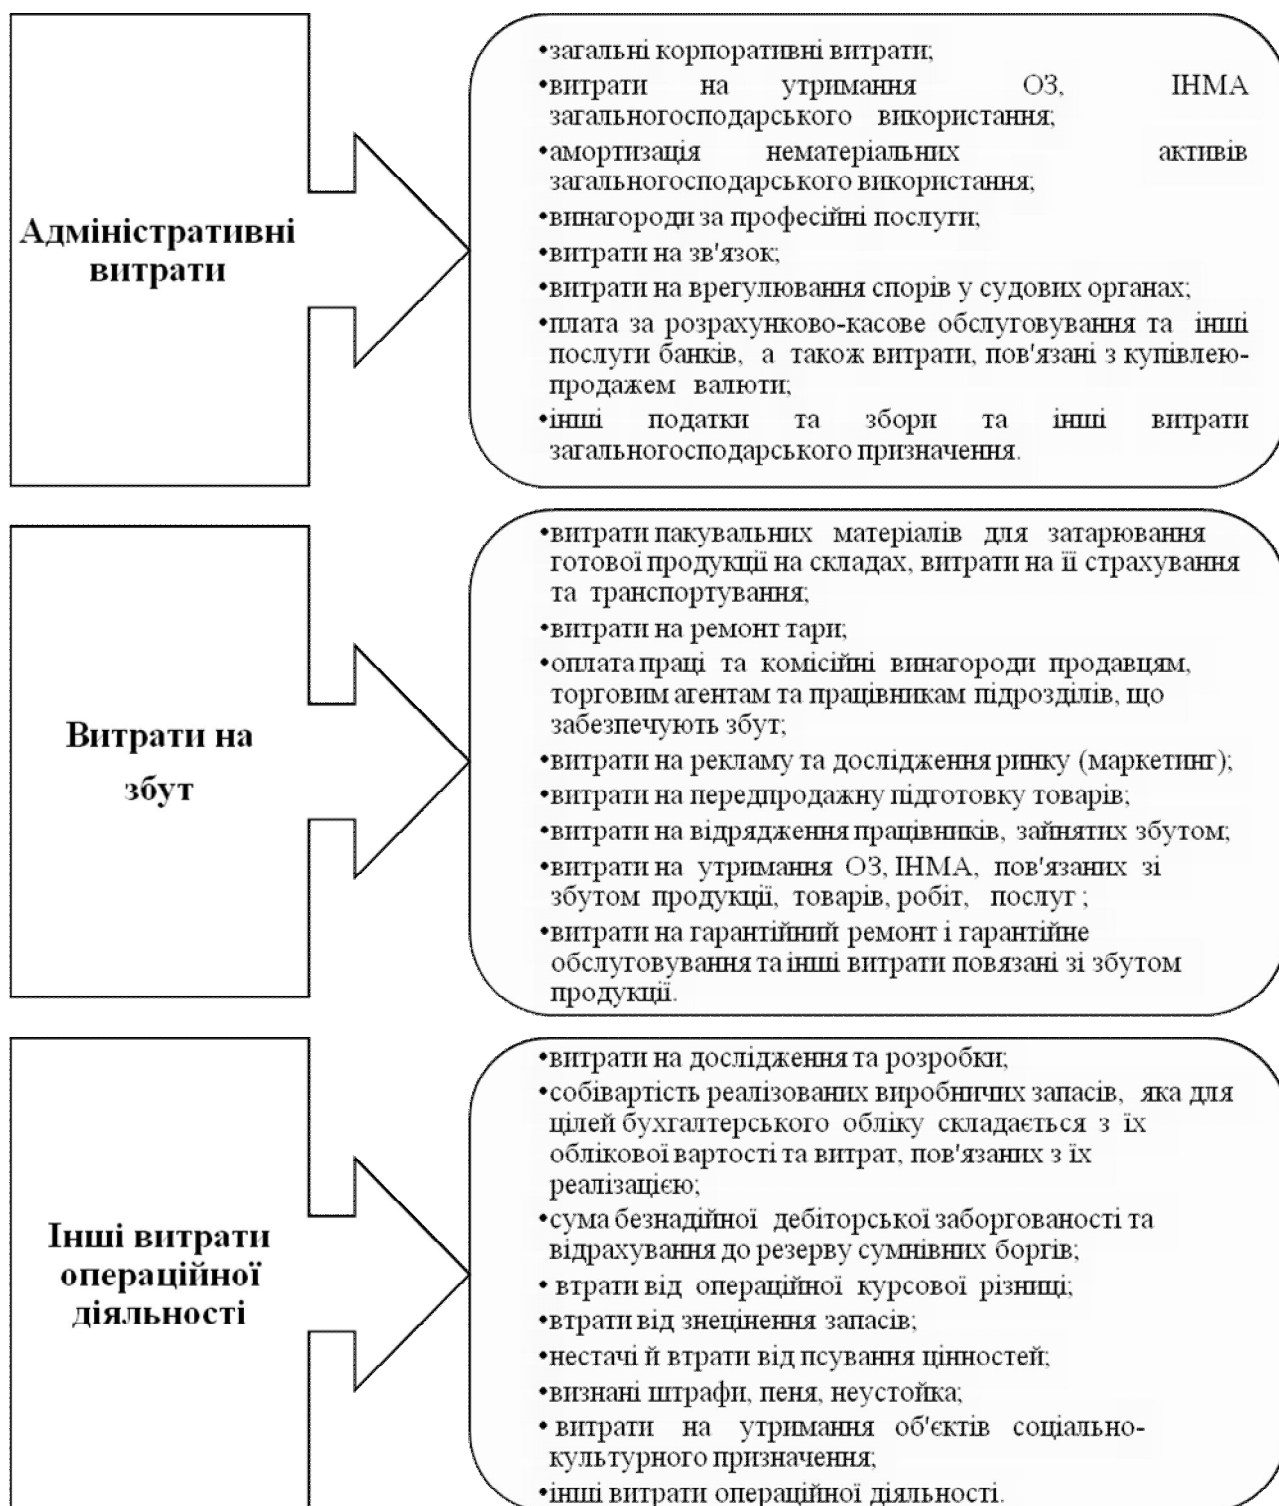 Адміністративні
витрати
•загальні корпоративні витрати;
•витрати на утримання ОЗ, ІНМА
загальногосподарського використання;
•амортизація нематеріальних активів
загальногосподарського використання;
•винагороди за професійні послуги;
•витрати на зв'язок;
•витрати на врегулювання спорів у судових органах;
•плата за розрахунково-касове обслуговування та інші
послуги банків, а також витрати, пов'язані з купівлею-
продажем валюти;
•інші податки та збори та інші витрати
загальногосподарського призначення.
Витрати на
збут
•витрати пакувальних матеріалів для затарювання
готової продукції на складах, витрати на її страхування
та транспортування;
•витрати на ремонт тари;
•оплата праці та комісійні винагороди продавцям,
торговим агентам та працівникам підрозділів, що
забезпечують збут;
•витрати на рекламу та дослідження ринку (маркетинг);
•витрати на передпродажну підготовку товарів;
•витрати на відрядження працівників, зайнятих збутом;
•витрати на утримання ОЗ, ІНМА, пов'язаних зі
збутом продукції, товарів, робіт, послуг ;
•витрати на гарантійний ремонт і гарантійне
обслуговування та інші витрати повязані зі збутом
продукції.
Інші витрати
операційної
діяльності
•витрати на дослідження та розробки;
•собівартість реалізованих виробничих запасів, яка для
цілей бухгалтерського обліку складається з їх
облікової вартості та витрат, пов'язаних з їх
реалізацією;
•сума безнадійної дебіторської заборгованості та
відрахування до резерву сумнівних боргів;
• втрати від операційної курсової різниці;
•втрати від знецінення запасів;
•нестачі й втрати від псування цінностей;
•визнані штрафи, пеня, неустойка;
• витрати на утримання об'єктів соціально-
культурного призначення;
•інші витрати операційної діяльності.